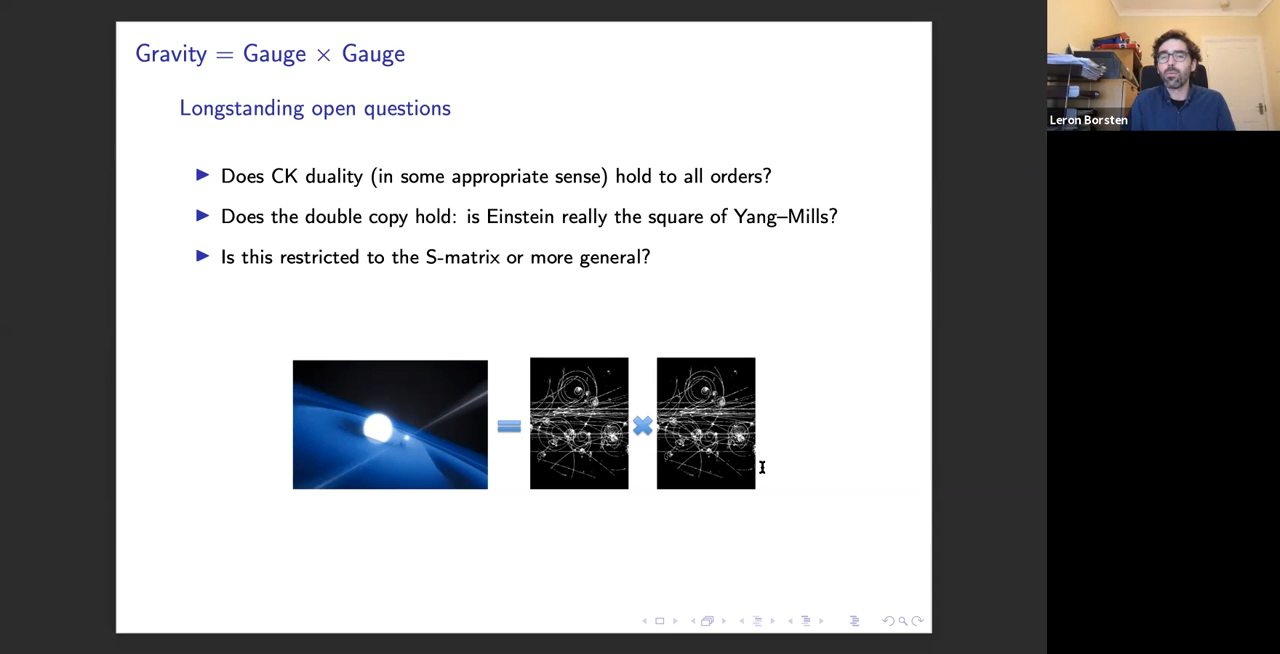 Gravity = Gauge × Gauge
Longstanding open questions
Does CK duality (in some appropriate sense) hold to all orders?
Does the double copy hold: is Einstein really the square of Yang–Mills?
Is this restricted to the S-matrix or more general?
Leron Borsten